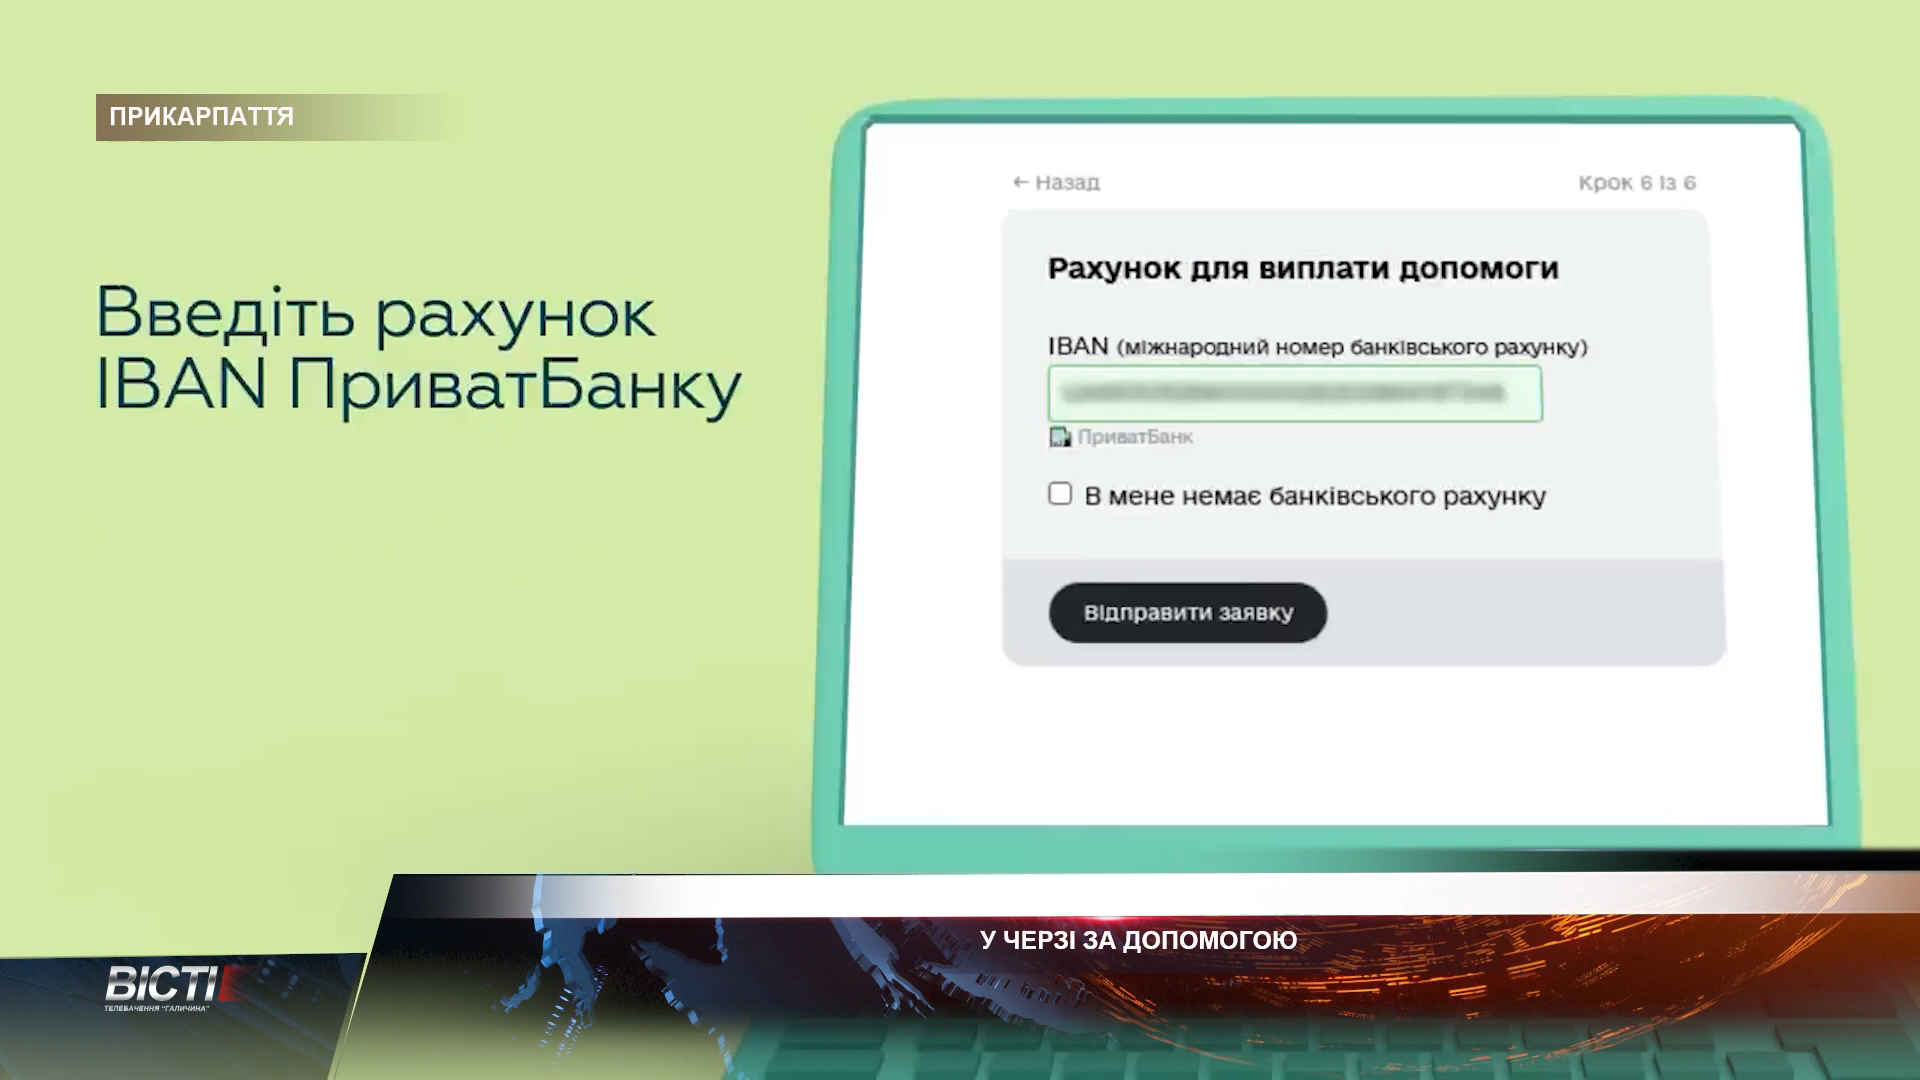 ПРИКАРПАТТЯ
Введіть рахунок
IBAN ПриватБанку
← Назад
Крок 6 із 6
Рахунок для виплати допомоги
IBAN (міжнародний номер банківського рахунку)
ПриватБанк
В мене немає банківського рахунку
Відправити заявку
У ЧЕРЗІ ЗА ДОПОМОГОЮ
ВІСТІ
ТЕЛЕБАЧЕННЯ "ГАЛИЧИНА"